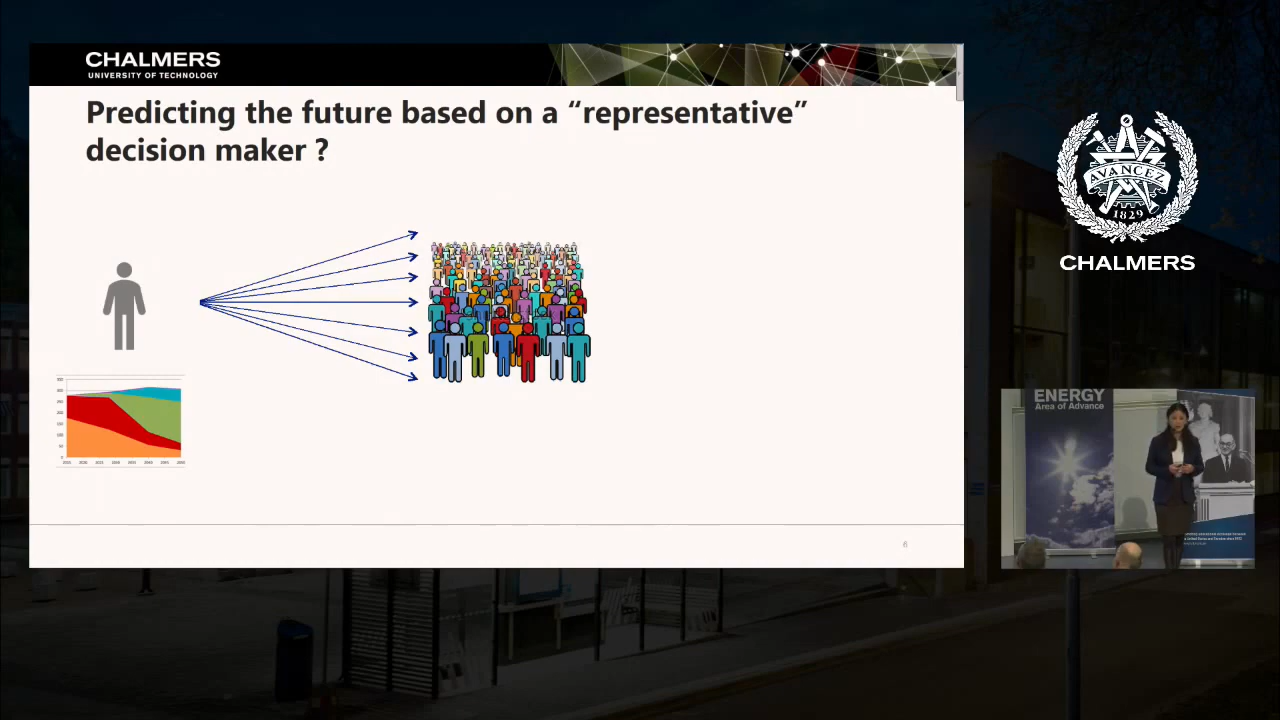 CHALMERS
UNIVERSITY OF TECHNOLOGY
Predicting the future based on a “representative”
decision maker ?
6
AVANCEZ
1829
CHALMERS
ENERGY
Area of Advance